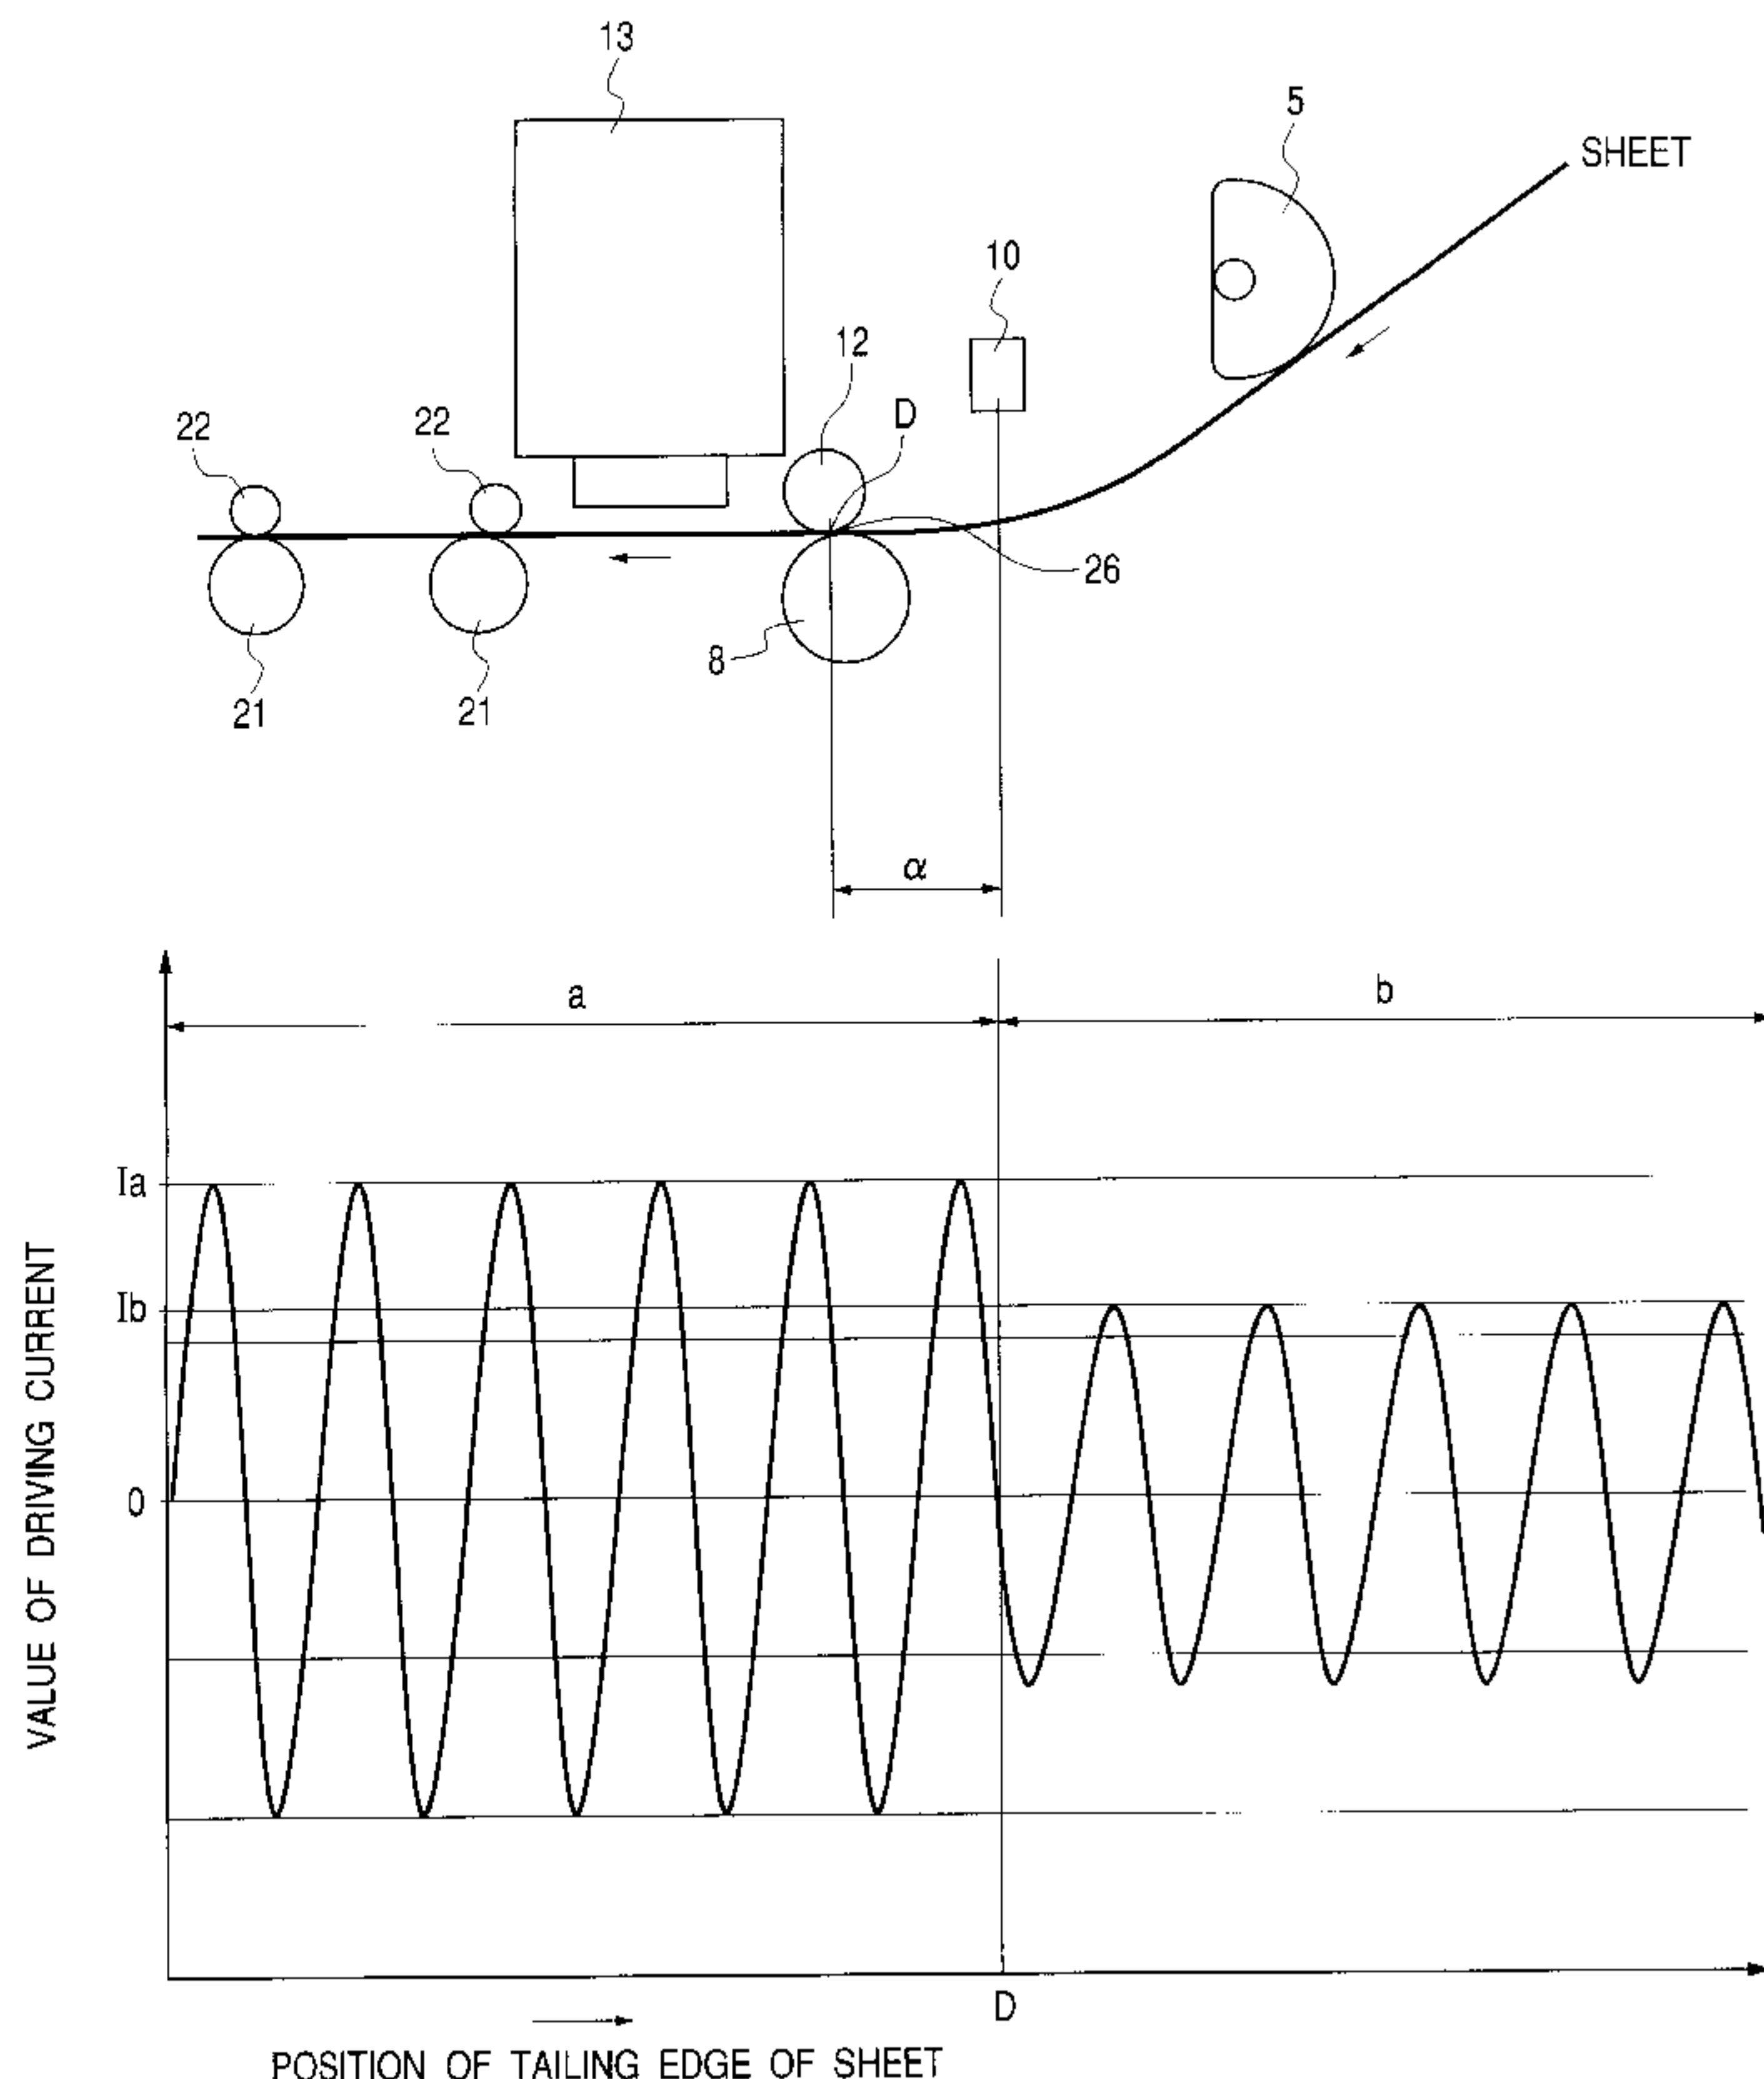 13
5
SHEET
10
12
D
22
22
26
8
21
21
α
a
b
Ia
Ib
0
VALUE OF DRIVING CURRENT
D
POSITION OF TAILING EDGE OF SHEET